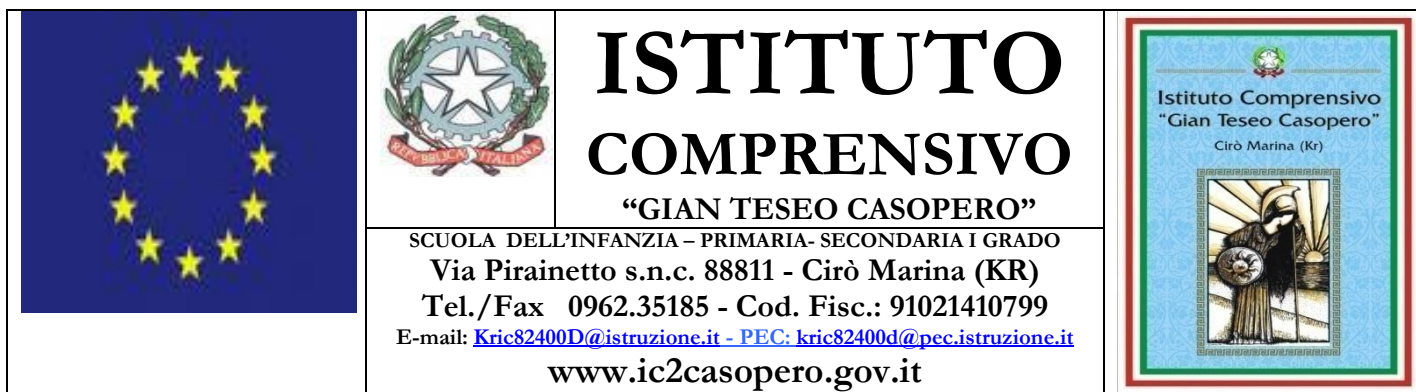 REPVBBLICA ITALIANA
ISTITUTO
COMPRENSIVO
“GIAN TESEO CASOPERO”
SCUOLA DELL’INFANZIA – PRIMARIA- SECONDARIA I GRADO
Via Pirainetto s.n.c. 88811 - Cirò Marina (KR)
Tel./Fax 0962.35185 - Cod. Fisc.: 91021410799
E-mail: Kric82400D@istruzione.it - PEC: kric82400d@pec.istruzione.it
www.ic2casopero.gov.it
Istituto Comprensivo
"Gian Teseo Casopero"
Cirò Marina (Kr)